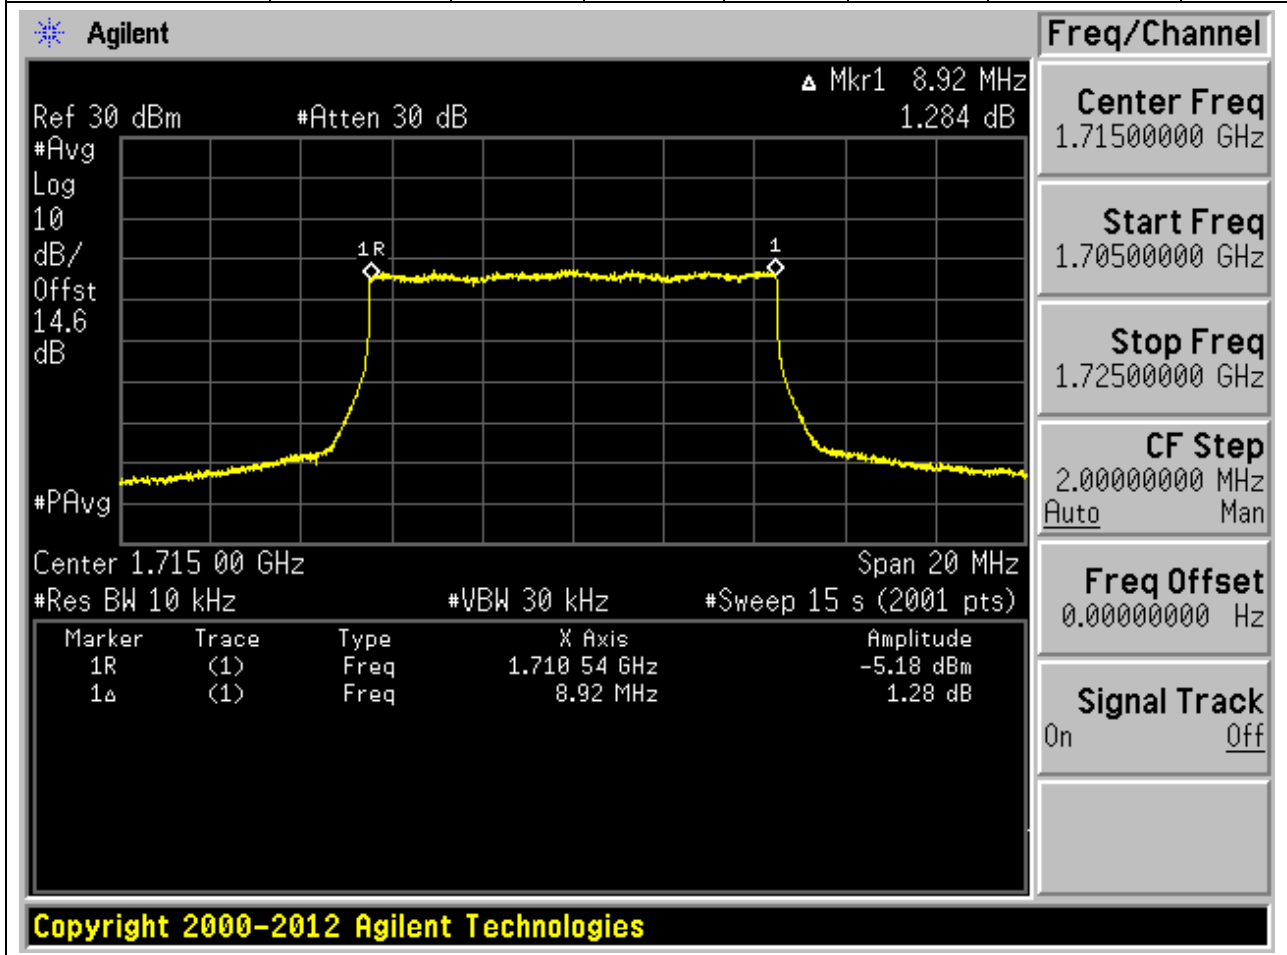 Agilent
Freq/Channel
▵ Mkr1 8.92 MHz
Ref 30 dBm #Atten 30 dB 1.284 dB
#Avg
Log
10
dB/
Offst
14.6
dB
1R
1
#PAvg
Center 1.715 00 GHz Span 20 MHz
#Res BW 10 kHz #VBW 30 kHz #Sweep 15 s (2001 pts)
Marker Trace Type X Axis Amplitude
1R (1) Freq 1.710 54 GHz -5.18 dBm
1▵ (1) Freq 8.92 MHz 1.28 dB
Center Freq
1.71500000 GHz
Start Freq
1.70500000 GHz
Stop Freq
1.72500000 GHz
CF Step
2.00000000 MHz
Auto Man
Freq Offset
0.00000000 Hz
Signal Track
On Off
Copyright 2000-2012 Agilent Technologies